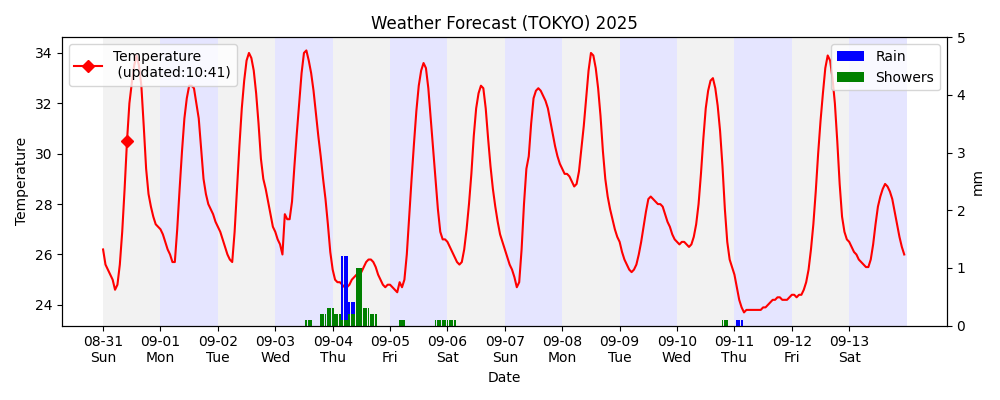 Weather Forecast (TOKYO) 2025
Temperature
(updated:10:41)
Rain
Showers
Temperature
34
32
30
28
26
24
5
4
3
2
1
0
mm
08-31 09-01 09-02 09-03 09-04 09-05 09-06 09-07 09-08 09-09 09-10 09-11 09-12 09-13
Sun Mon Tue Wed Thu Fri Sat Sun Mon Tue Wed Thu Fri Sat
Date